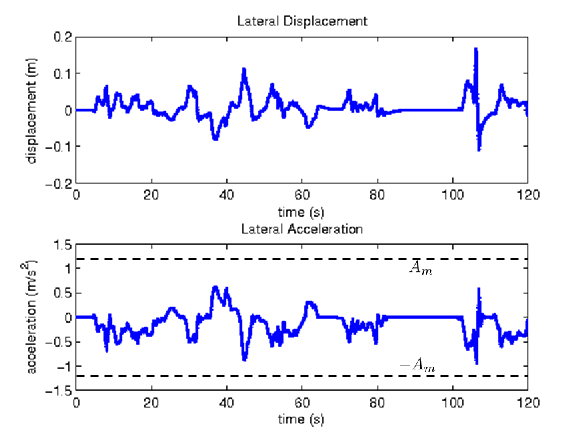 Lateral Displacement
0.2
0.1
0
−0.1
−0.2
displacement (m)
0 20 40 60 80 100 120
time (s)
Lateral Acceleration
1.5
1
0.5
0
−0.5
−1
−1.5
acceleration (m/s²)
A_m
−A_m
0 20 40 60 80 100 120
time (s)